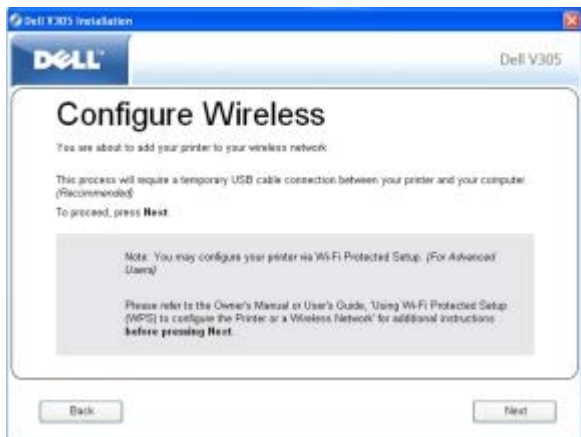 Dell V305 Installation
DELL
Dell V305
Configure Wireless
You are about to add your printer to your wireless network.
This process will require a temporary USB cable connection between your printer and your computer.
(Recommended)
To proceed, press Next.
Note: You may configure your printer via Wi-Fi Protected Setup. (For Advanced
Users)
Please refer to the Owner's Manual or User's Guide, 'Using Wi-Fi Protected Setup
(WPS) to configure the Printer or a Wireless Network' for additional instructions
before pressing Next.
Back
Next